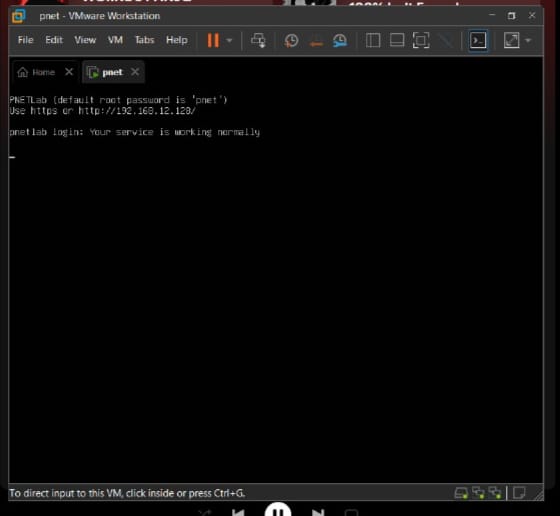 pnet - VMware Workstation
File Edit View VM Tabs Help
Home
pnet
PNETLab (default root password is 'pnet')
Use https or http://192.168.12.128/
pnetlab login: Your service is working normally
To direct input to this VM, click inside or press Ctrl+G.